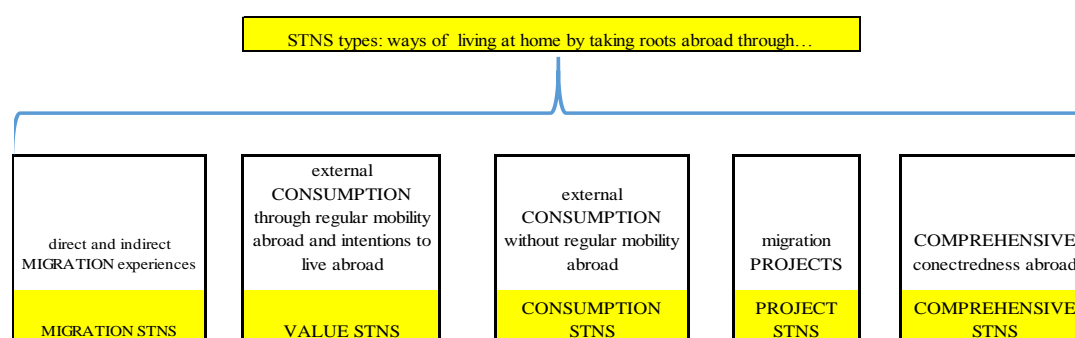 STNS types: ways of living at home by taking roots abroad through…
direct and indirect
MIGRATION experiences
MIGRATION STNS
external
CONSUMPTION
through regular mobility
abroad and intentions to
live abroad
VALUE STNS
external
CONSUMPTION
without regular mobility
abroad
CONSUMPTION
STNS
migration
PROJECTS
PROJECT
STNS
COMPREHENSIVE
conectredness abroad
COMPREHENSIVE
STNS